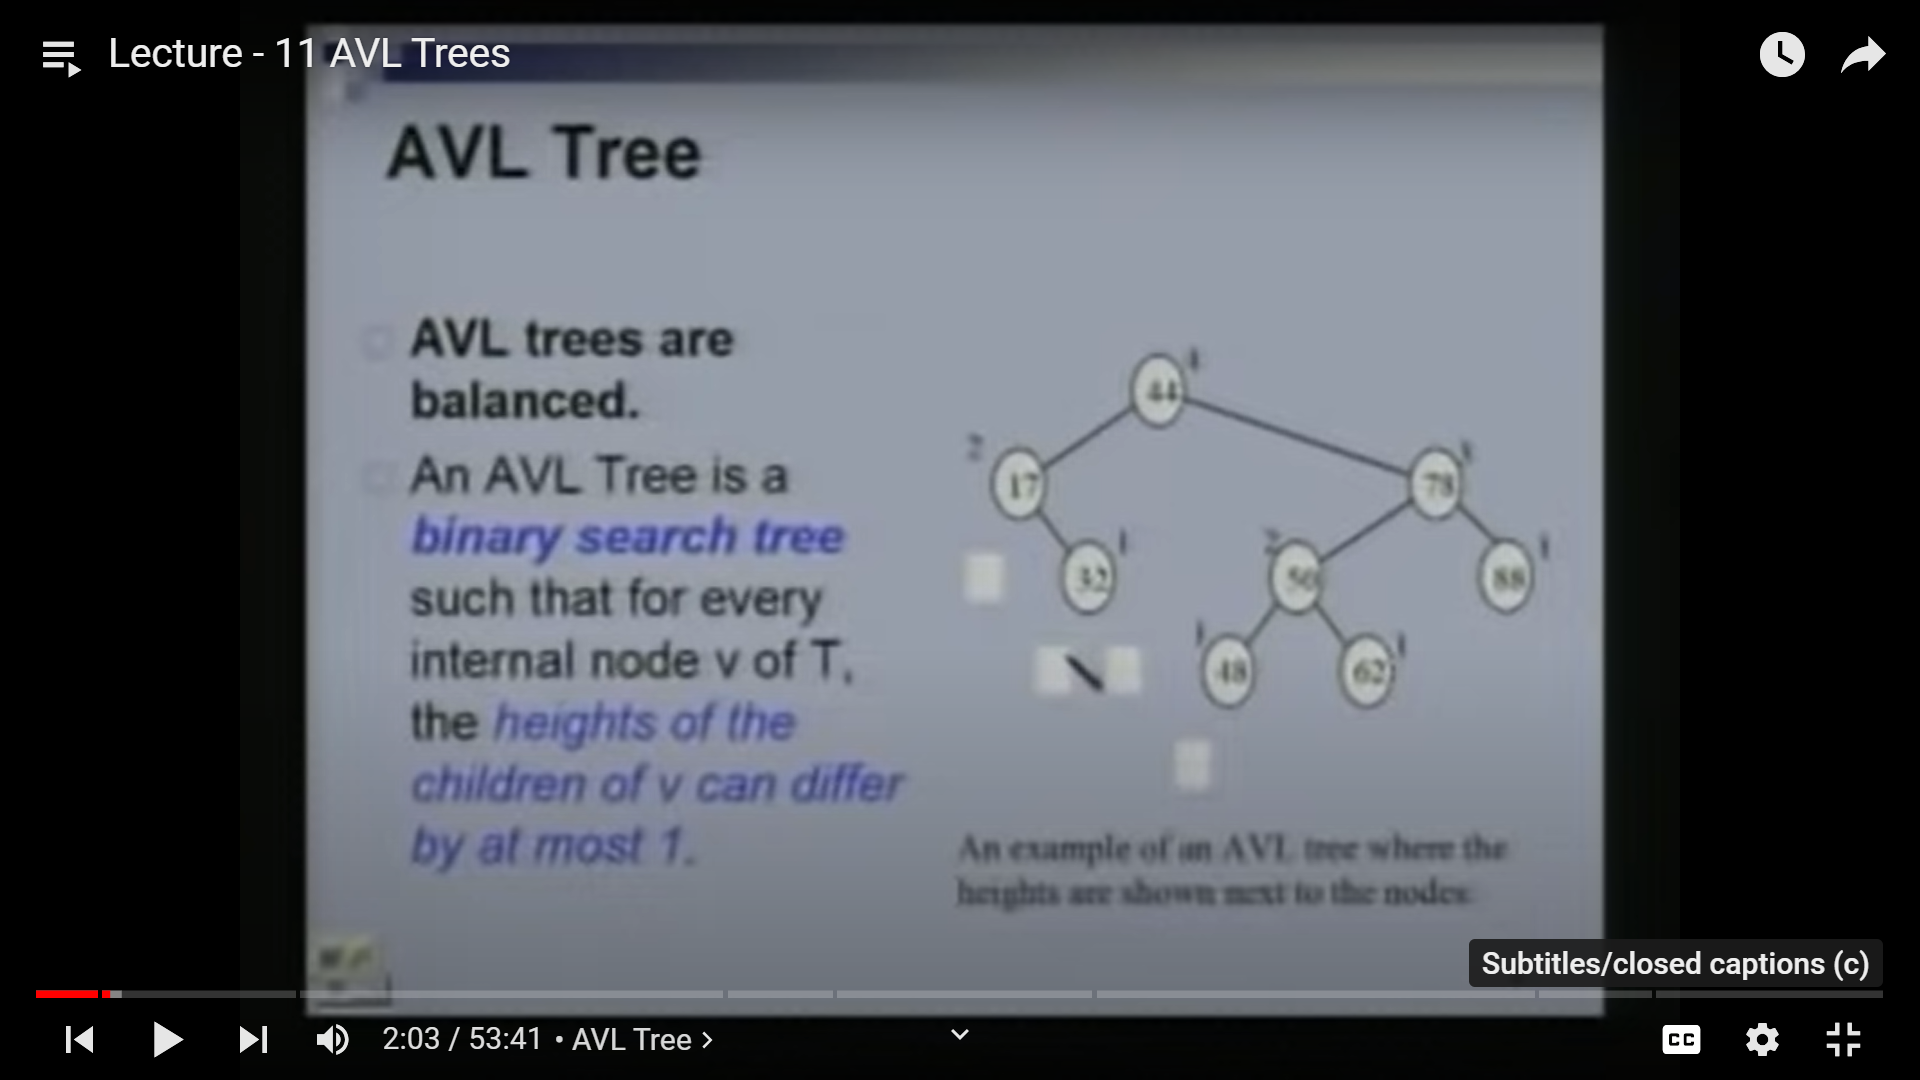 Lecture - 11 AVL Trees
AVL Tree
AVL trees are
balanced.
An AVL Tree is a
binary search tree
such that for every
internal node v of T,
the heights of the
children of v can differ
by at most 1.
44
2
17
78
32
1
2
50
88
1
1
48
62
1
An example of an AVL tree where the
heights are shown next to the nodes
Subtitles/closed captions (c)
2:03 / 53:41 • AVL Tree >
CC